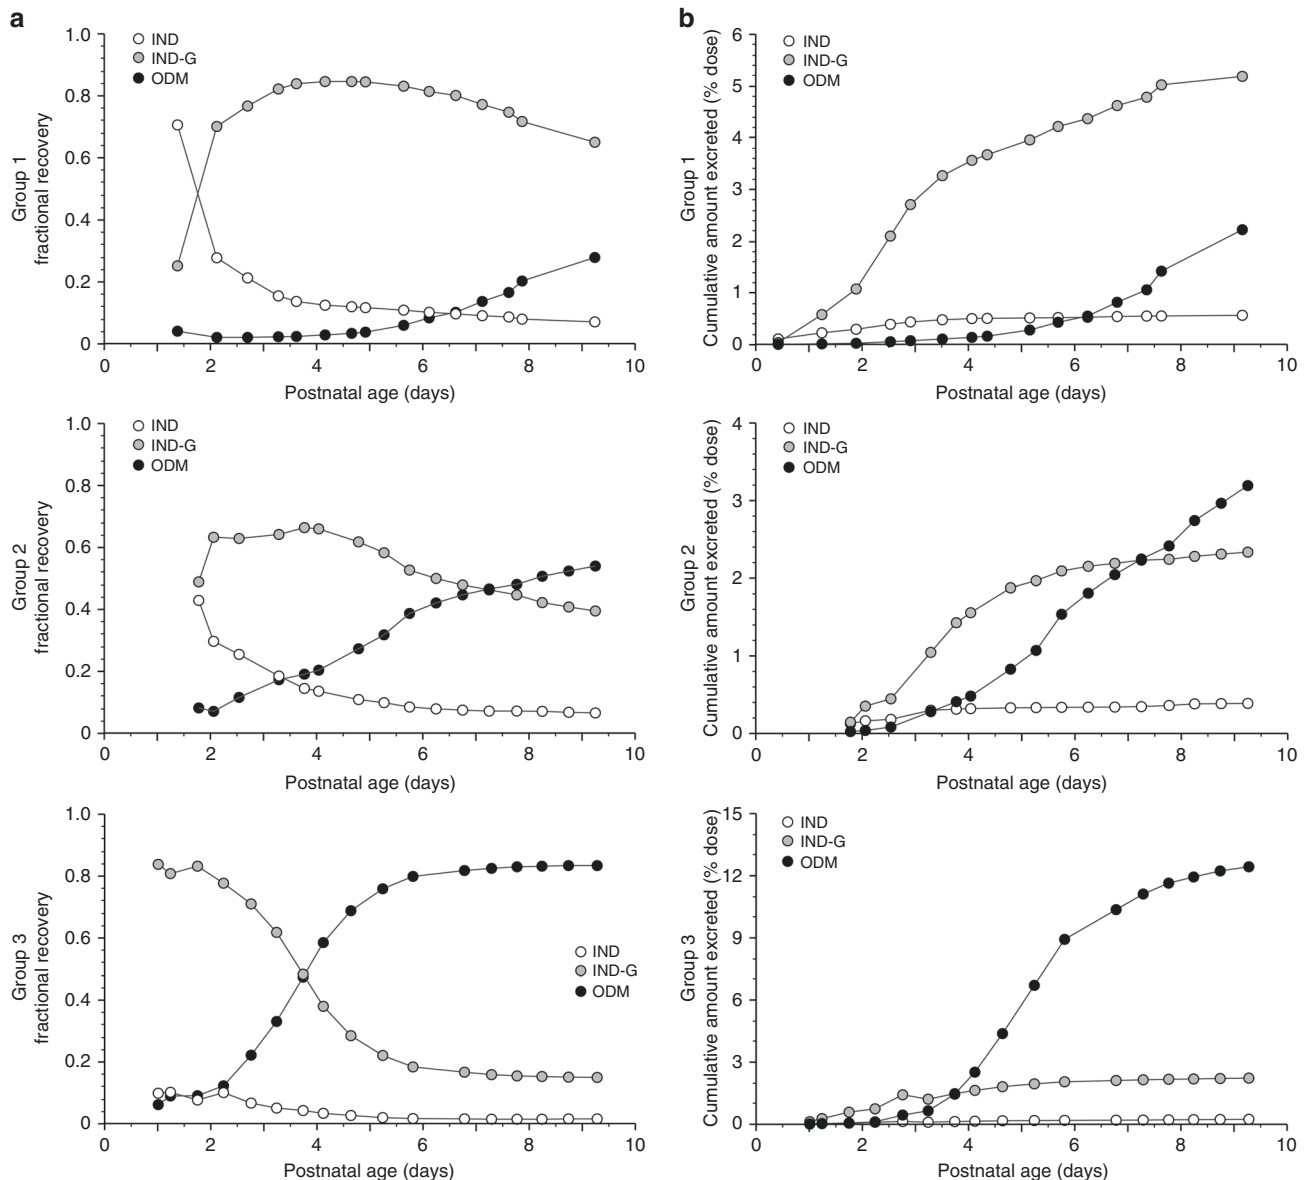 a
Group 1
fractional recovery
1.0
0.8
0.6
0.4
0.2
0
IND
IND-G
ODM
0 2 4 6 8 10
Postnatal age (days)
b
Group 1
Cumulative amount excreted (% dose)
6
5
4
3
2
1
0
IND
IND-G
ODM
0 2 4 6 8 10
Postnatal age (days)
Group 2
fractional recovery
1.0
0.8
0.6
0.4
0.2
0
IND
IND-G
ODM
0 2 4 6 8 10
Postnatal age (days)
Group 2
Cumulative amount excreted (% dose)
4
3
2
1
0
IND
IND-G
ODM
0 2 4 6 8 10
Postnatal age (days)
Group 3
fractional recovery
1.0
0.8
0.6
0.4
0.2
0
IND
IND-G
ODM
0 2 4 6 8 10
Postnatal age (days)
Group 3
Cumulative amount excreted (% dose)
15
12
9
6
3
0
IND
IND-G
ODM
0 2 4 6 8 10
Postnatal age (days)